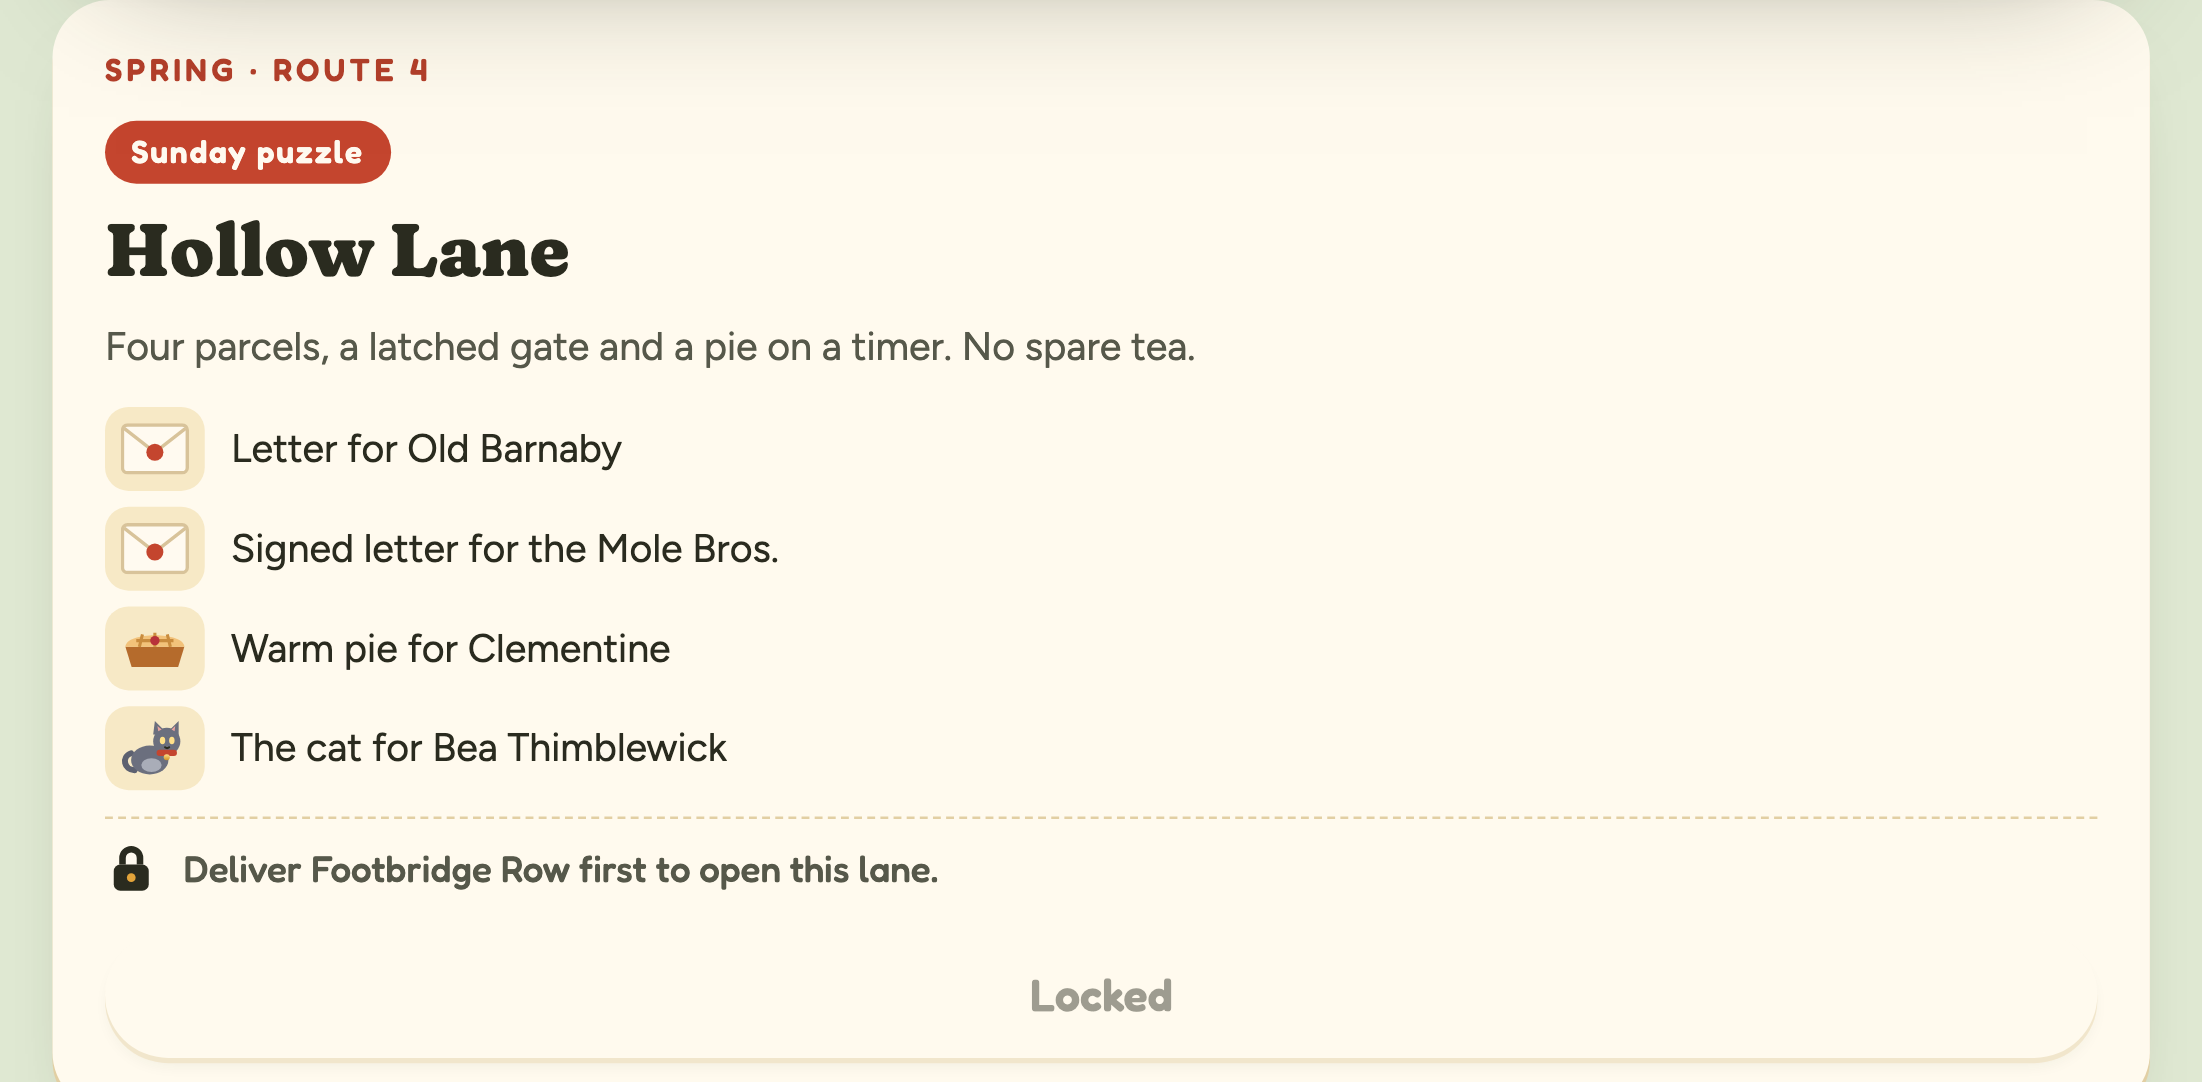 SPRING · ROUTE 4
Sunday puzzle
Hollow Lane
Four parcels, a latched gate and a pie on a timer. No spare tea.
Letter for Old Barnaby
Signed letter for the Mole Bros.
Warm pie for Clementine
The cat for Bea Thimblewick
Deliver Footbridge Row first to open this lane.
Locked